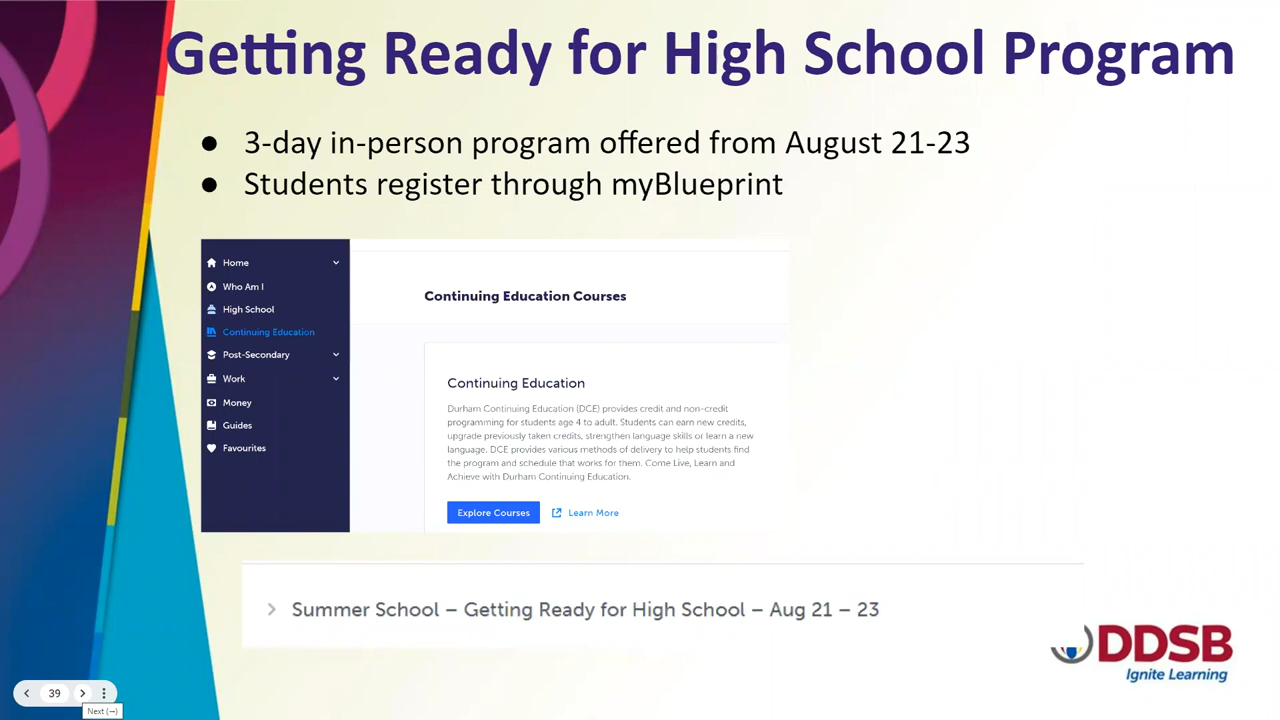 Getting Ready for High School Program
● 3-day in-person program offered from August 21-23
● Students register through myBlueprint
Home
Who Am I
High School
Continuing Education
Post-Secondary
Work
Money
Guides
Favourites
Continuing Education Courses
Continuing Education
Durham Continuing Education (DCE) provides credit and non-credit
programming for students age 4 to adult. Students can earn new credits,
upgrade previously taken credits, strengthen language skills or learn a new
language. DCE provides various methods of delivery to help students find
the program and schedule that works for them. Come Live, Learn and
Achieve with Durham Continuing Education.
Explore Courses
Learn More
Summer School – Getting Ready for High School – Aug 21 – 23
DDSB
Ignite Learning
39
Next (→)